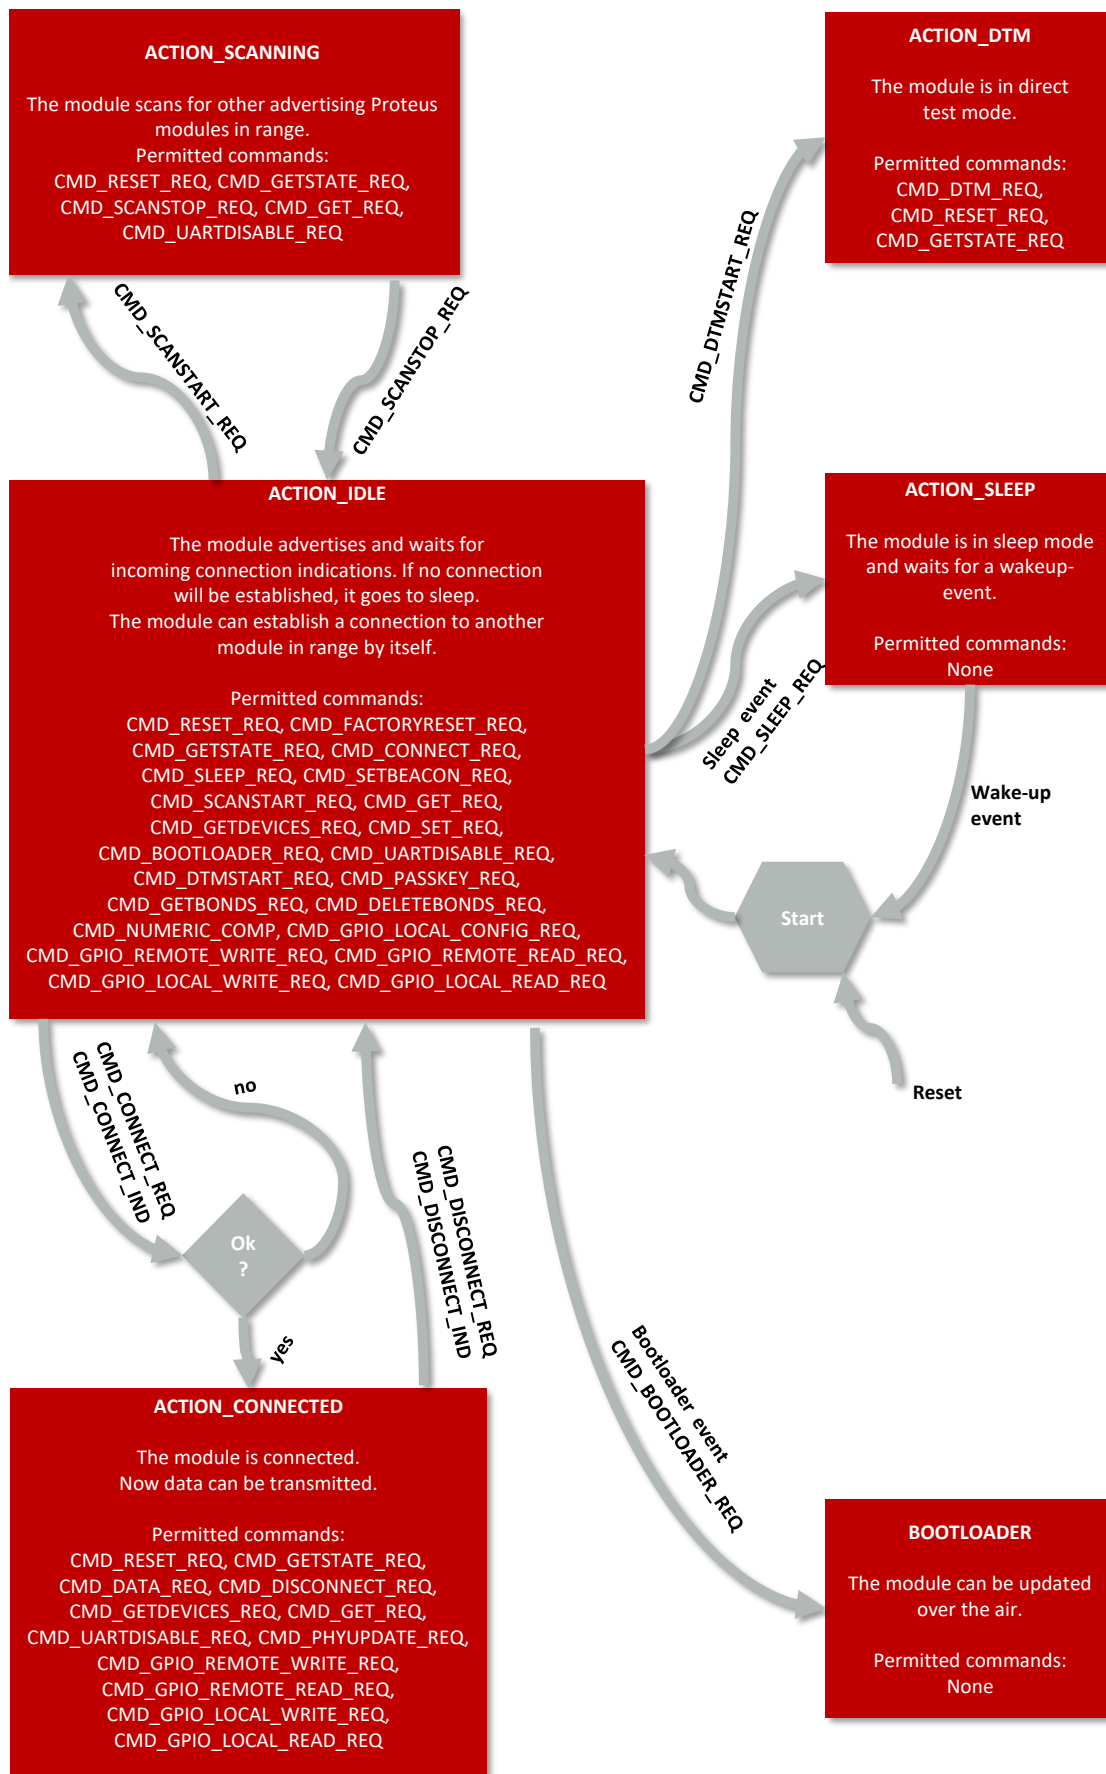 ACTION_SCANNING
The module scans for other advertising Proteus
modules in range.
Permitted commands:
CMD_RESET_REQ, CMD_GETSTATE_REQ,
CMD_SCANSTOP_REQ, CMD_GET_REQ,
CMD_UARTDISABLE_REQ
ACTION_DTM
The module is in direct
test mode.
Permitted commands:
CMD_DTM_REQ,
CMD_RESET_REQ,
CMD_GETSTATE_REQ
CMD_SCANSTART_REQ
CMD_SCANSTOP_REQ
CMD_DTMSTART_REQ
ACTION_IDLE
The module advertises and waits for
incoming connection indications. If no connection
will be established, it goes to sleep.
The module can establish a connection to another
module in range by itself.
Permitted commands:
CMD_RESET_REQ, CMD_FACTORYRESET_REQ,
CMD_GETSTATE_REQ, CMD_CONNECT_REQ,
CMD_SLEEP_REQ, CMD_SETBEACON_REQ,
CMD_SCANSTART_REQ, CMD_GET_REQ,
CMD_GETDEVICES_REQ, CMD_SET_REQ,
CMD_BOOTLOADER_REQ, CMD_UARTDISABLE_REQ,
CMD_DTMSTART_REQ, CMD_PASSKEY_REQ,
CMD_GETBONDS_REQ, CMD_DELETEBONDS_REQ,
CMD_NUMERIC_COMP, CMD_GPIO_LOCAL_CONFIG_REQ,
CMD_GPIO_REMOTE_WRITE_REQ, CMD_GPIO_REMOTE_READ_REQ,
CMD_GPIO_LOCAL_WRITE_REQ, CMD_GPIO_LOCAL_READ_REQ
ACTION_SLEEP
The module is in sleep mode
and waits for a wakeup-
event.
Permitted commands:
None
Sleep event
CMD_SLEEP_REQ
Wake-up
event
Start
Reset
CMD_CONNECT_REQ
CMD_CONNECT_IND
no
Ok
?
yes
CMD_DISCONNECT_REQ
CMD_DISCONNECT_IND
Bootloader event
CMD_BOOTLOADER_REQ
ACTION_CONNECTED
The module is connected.
Now data can be transmitted.
Permitted commands:
CMD_RESET_REQ, CMD_GETSTATE_REQ,
CMD_DATA_REQ, CMD_DISCONNECT_REQ,
CMD_GETDEVICES_REQ, CMD_GET_REQ,
CMD_UARTDISABLE_REQ, CMD_PHYUPDATE_REQ,
CMD_GPIO_REMOTE_WRITE_REQ,
CMD_GPIO_REMOTE_READ_REQ,
CMD_GPIO_LOCAL_WRITE_REQ,
CMD_GPIO_LOCAL_READ_REQ
BOOTLOADER
The module can be updated
over the air.
Permitted commands:
None